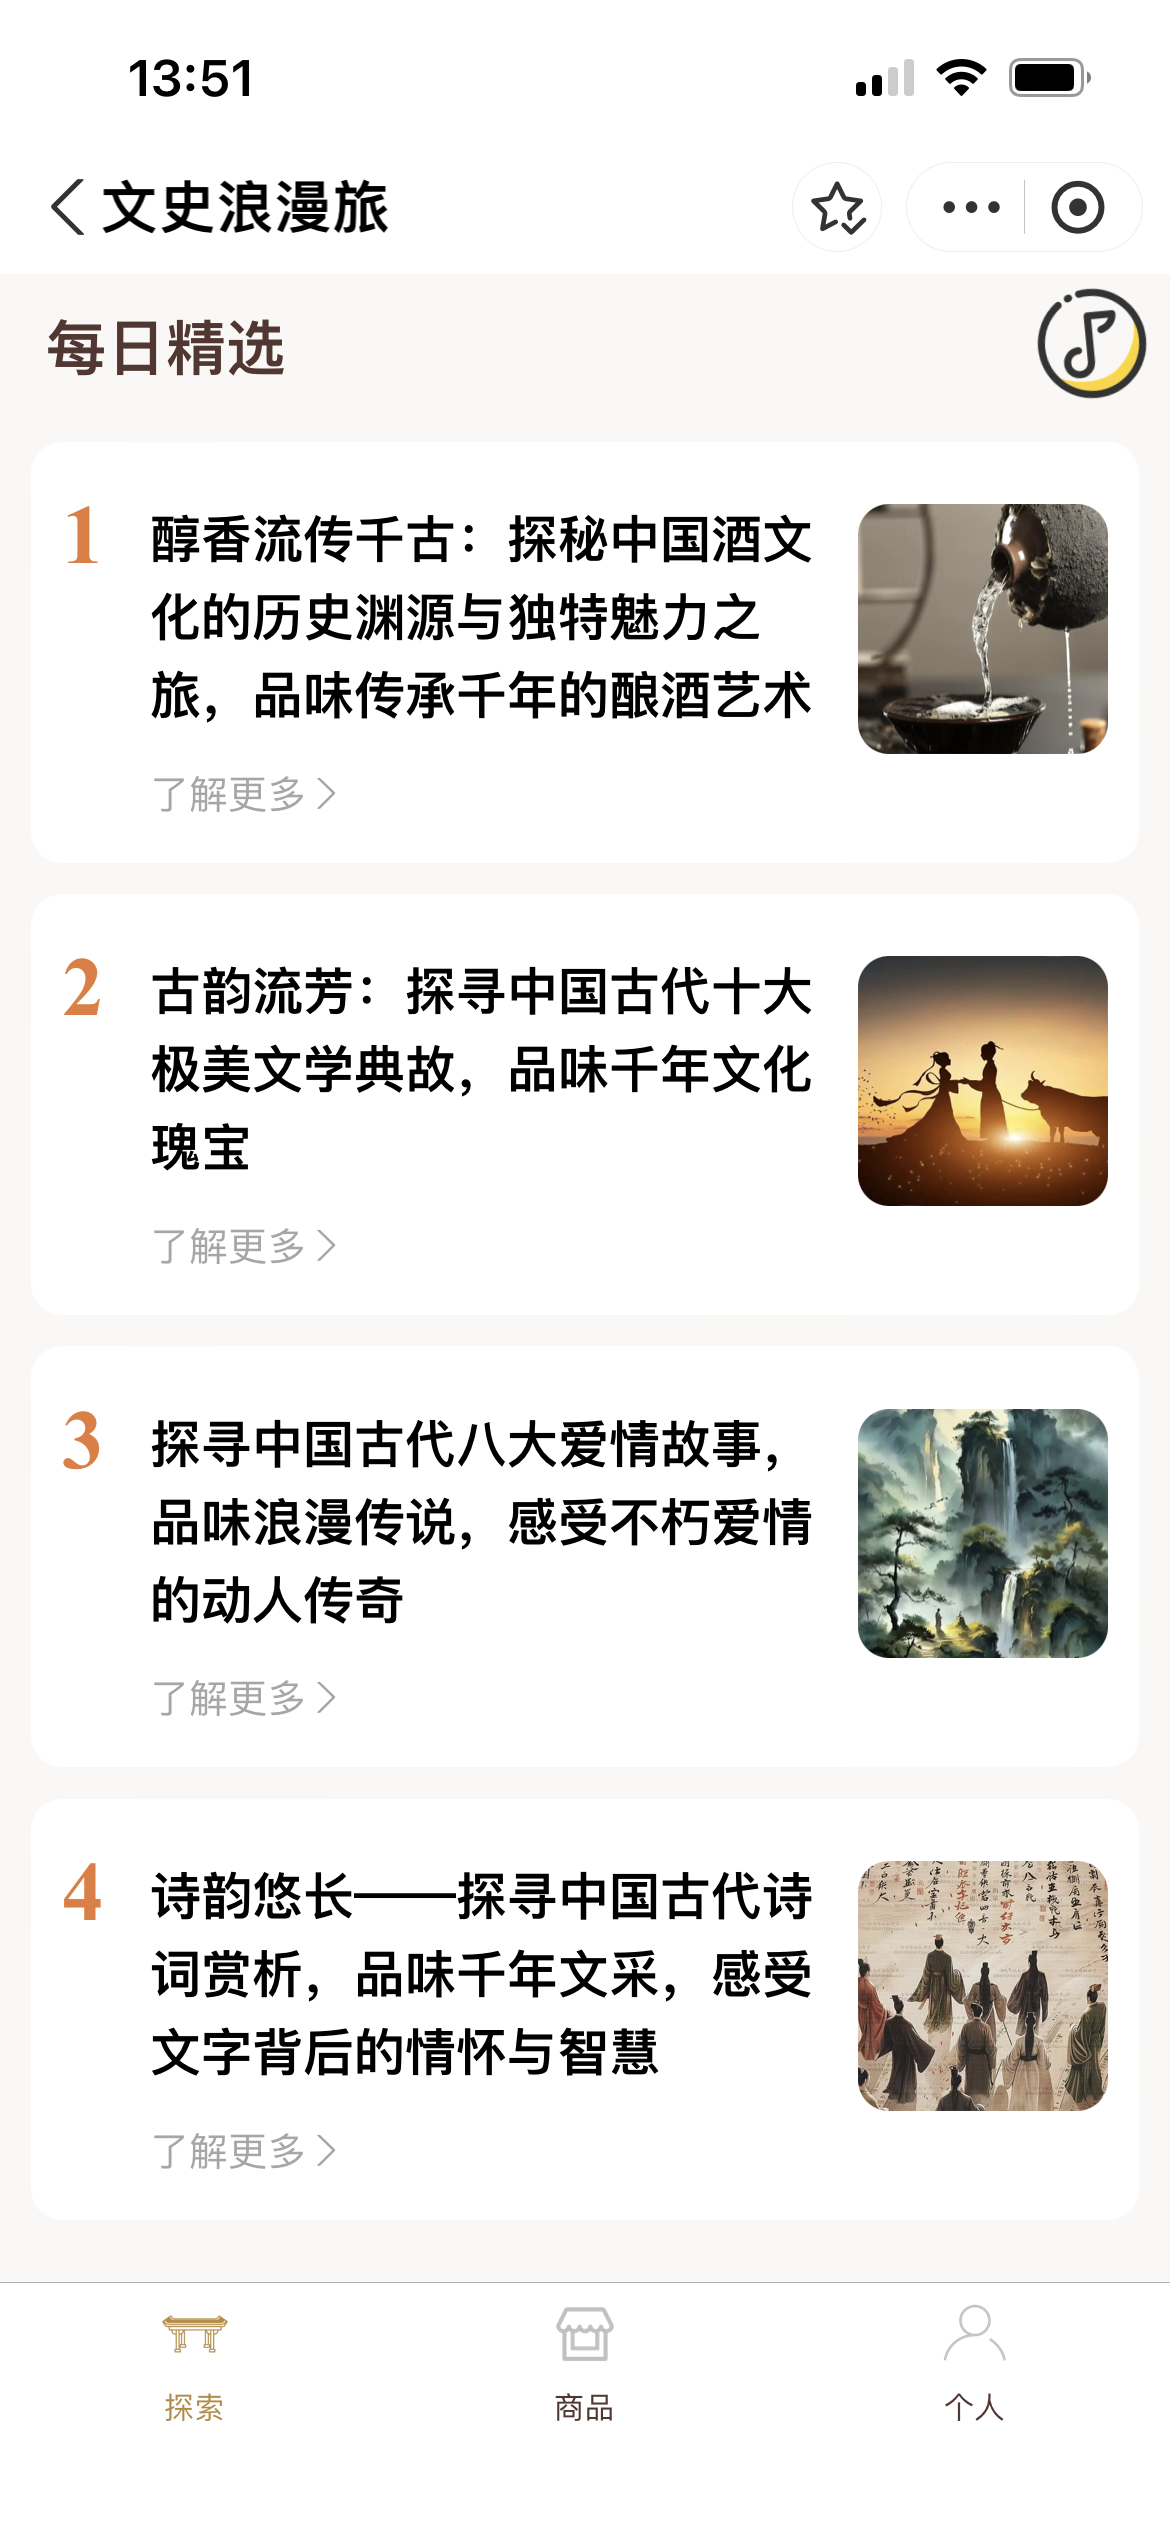 13:51
文史浪漫旅
每日精选
1
醇香流传千古：探秘中国酒文
化的历史渊源与独特魅力之
旅，品味传承千年的酿酒艺术
了解更多
2
古韵流芳：探寻中国古代十大
极美文学典故，品味千年文化
瑰宝
了解更多
3
探寻中国古代八大爱情故事，
品味浪漫传说，感受不朽爱情
的动人传奇
了解更多
4
诗韵悠长——探寻中国古代诗
词赏析，品味千年文采，感受
文字背后的情怀与智慧
了解更多
探索
商品
个人